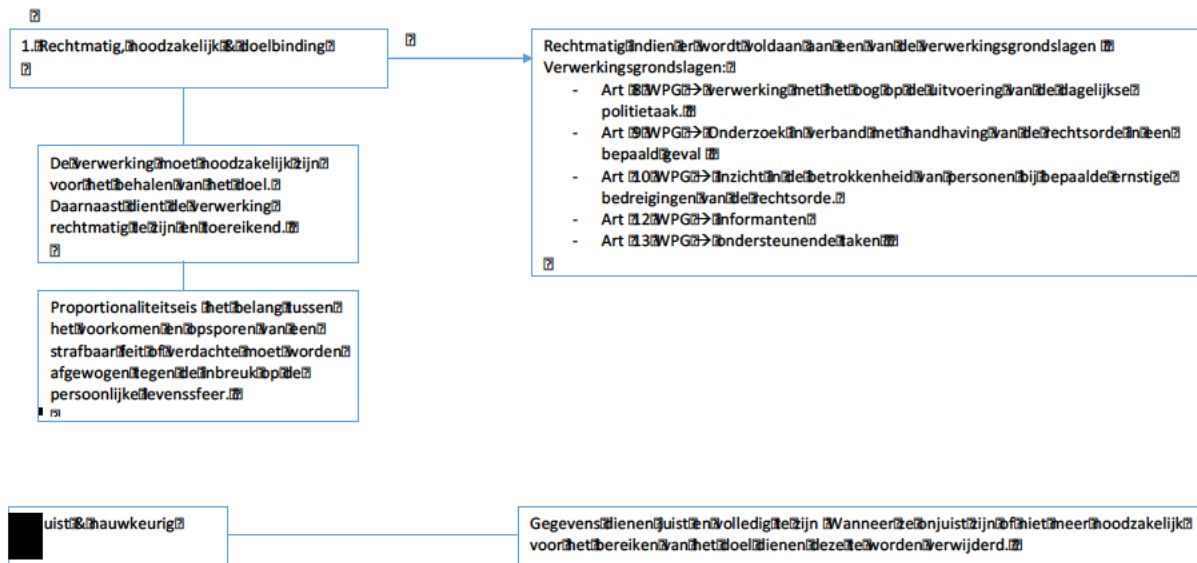 1. Rechtmatig, noodzakelijk & doelbinding
Rechtmatig indien er wordt voldaan aan een van de verwerkingsgrondslagen
Verwerkingsgrondslagen:
- Art 8 WPG → verwerking met het oog op de uitvoering van de dagelijkse
politietaak.
- Art 9 WPG → Onderzoek in verband met handhaving van de rechtsorde in een
bepaald geval
- Art 10 WPG → Inzicht in de betrokkenheid van personen bij bepaalde ernstige
bedreigingen van de rechtsorde.
- Art 12 WPG → informanten
- Art 13 WPG → ondersteunende taken
De verwerking moet noodzakelijk zijn
voor het behalen van het doel.
Daarnaast dient de verwerking
rechtmatig te zijn en toereikend.
Proportionaliteitseis het belang tussen
het voorkomen en opsporen van een
strafbaar feit of verdachte moet worden
afgewogen tegen de inbreuk op de
persoonlijke levenssfeer.
uist & nauwkeurig
Gegevens dienen juist en volledig te zijn Wanneer ze onjuist zijn of niet meer noodzakelijk
voor het bereiken van het doel dienen deze te worden verwijderd.